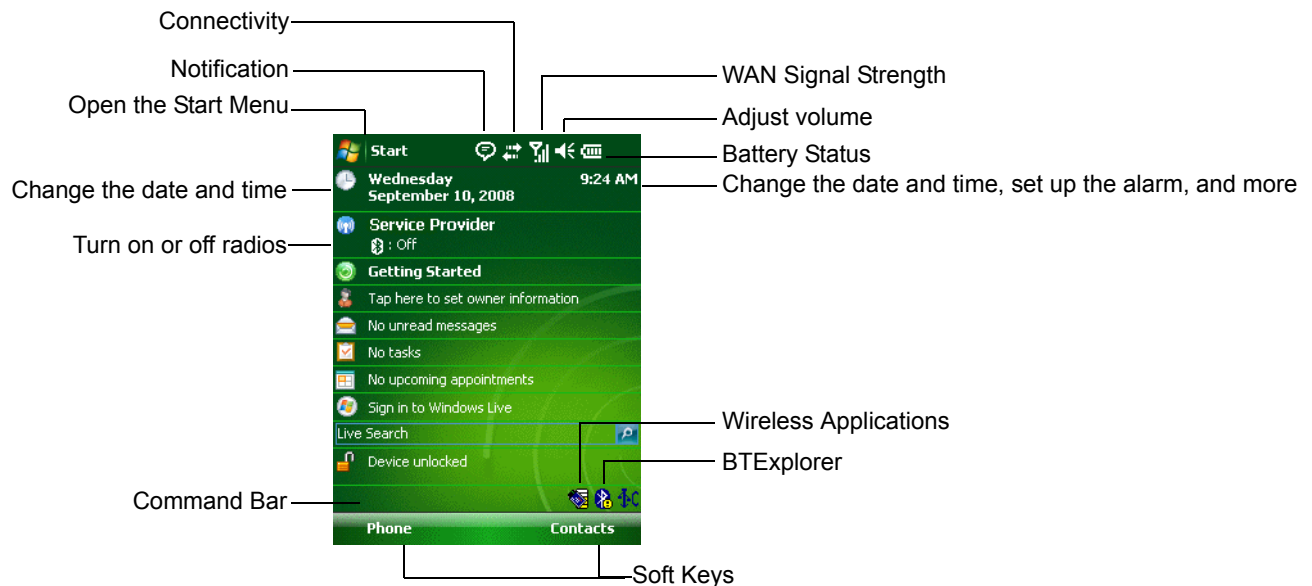 Connectivity
Notification
WAN Signal Strength
Open the Start Menu
Adjust volume
Start
Battery Status
Change the date and time
Wednesday
September 10, 2008
9:24 AM
Change the date and time, set up the alarm, and more
Turn on or off radios
Service Provider
: Off
Getting Started
Tap here to set owner information
No unread messages
No tasks
No upcoming appointments
Sign in to Windows Live
Live Search
Wireless Applications
Device unlocked
BTExplorer
Command Bar
Phone
Contacts
Soft Keys